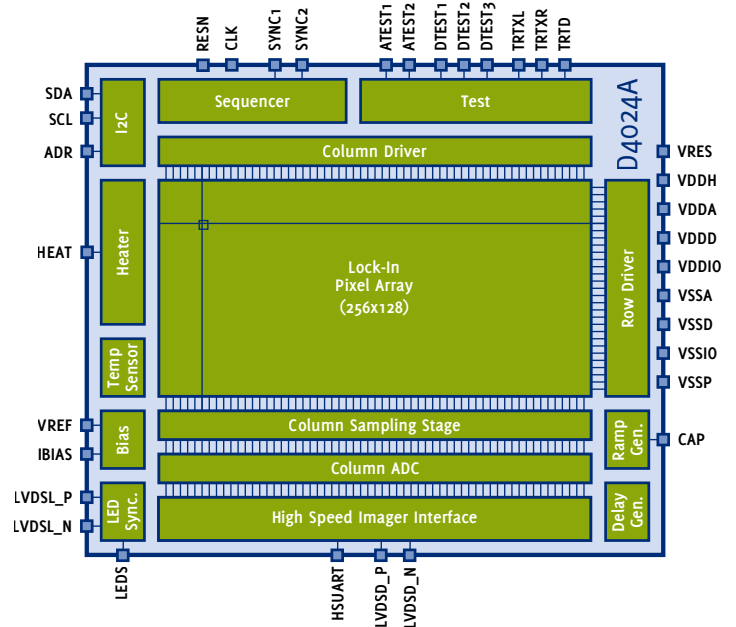 RESN
CLK
SYNC1
SYNC2
ATEST1
ATEST2
DTEST1
DTEST2
DTEST3
TRTXL
TRTXR
TRTD
SDA
SCL
ADR
I2C
Sequencer
Test
D4024A
Column Driver
HEAT
Heater
Lock-In
Pixel Array
(256x128)
Row Driver
VRES
VDDH
VDDA
VDDD
VDDIO
VSSA
VSSD
VSSIO
VSSP
Temp
Sensor
VREF
IBIAS
Bias
Column Sampling Stage
Ramp
Gen.
CAP
Column ADC
LVDSL_P
LVDSL_N
LED
Sync.
High Speed Imager Interface
Delay
Gen.
LEDS
HSUART
LVDSD_P
LVDSD_N